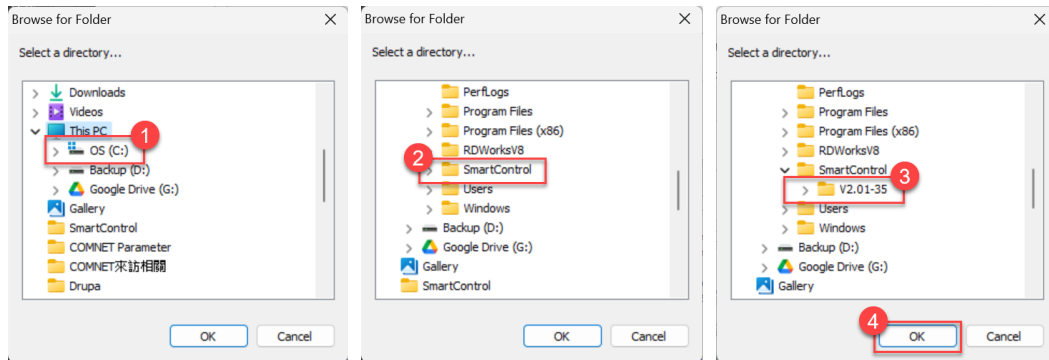 Browse for Folder
Select a directory...
Downloads
Videos
This PC
1
OS (C:)
Backup (D:)
Google Drive (G:)
Gallery
SmartControl
COMNET Parameter
COMNET來訪相關
Drupa
OK Cancel
Browse for Folder
Select a directory...
PerfLogs
Program Files
Program Files (x86)
RDWorksV8
2
SmartControl
Users
Windows
Backup (D:)
Google Drive (G:)
Gallery
SmartControl
OK Cancel
Browse for Folder
Select a directory...
PerfLogs
Program Files
Program Files (x86)
RDWorksV8
SmartControl
3
V2.01-35
Users
Windows
Backup (D:)
Google Drive (G:)
Gallery
4
OK Cancel